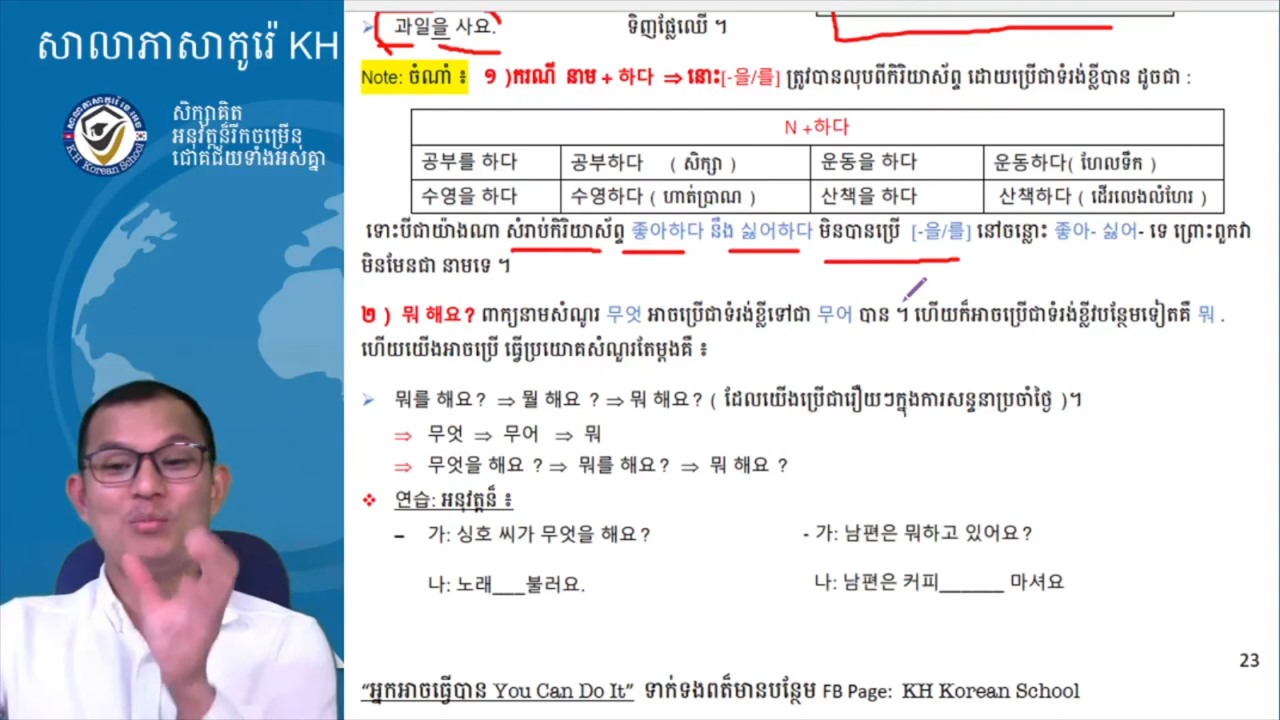 សាលាភាសាកូរ៉េ KH
សិក្សាគិត
អនុវត្តន៏រីកចម្រើន
ជោគជ័យទាំងអស់គ្នា
KH Korean School
➢ 과일을 사요. ទិញផ្លែឈើ ។
Note: ចំណាំ ៖ ១ )ករណី នាម + 하다 ⇒ នោះ[-을/를] ត្រូវបានលុបពីកិរិយាស័ព្ទ ដោយប្រើជាទំរង់ខ្លីបាន ដូចជា :
N +하다
공부를 하다 공부하다 ( សិក្សា ) 운동을 하다 운동하다( ហែលទឹក )
수영을 하다 수영하다 ( ហាត់ប្រាណ ) 산책을 하다 산책하다 ( ដើរលេងលំហែរ )
ទោះបីជាយ៉ាងណា សំរាប់កិរិយាស័ព្ទ 좋아하다 នឹង 싫어하다 មិនបានប្រើ [-을/를] នៅចន្លោះ 좋아- 싫어- ទេ ព្រោះពួកវា
មិនមែនជា នាមទេ ។
២ ) 뭐 해요? ពាក្យនាមសំណួរ 무엇 អាចប្រើជាទំរង់ខ្លីទៅជា 무어 បាន ។ ហើយក៏អាចប្រើជាទំរង់ខ្លីបន្ថែមទៀតគឺ 뭐 .
ហើយយើងអាចប្រើ ធ្វើប្រយោគសំណួរតែម្តងគឺ ៖
➢ 뭐를 해요? ⇒ 뭘 해요 ? ⇒ 뭐 해요? ( ដែលយើងប្រើជារឿយៗក្នុងការសន្ទនាប្រចាំថ្ងៃ )។
⇒ 무엇 ⇒ 무어 ⇒ 뭐
⇒ 무엇을 해요 ? ⇒ 뭐를 해요? ⇒ 뭐 해요 ?
❖ 연습: អនុវត្តន៏ ៖
– 가: 싱호 씨가 무엇을 해요? - 가: 남편은 뭐하고 있어요?
나: 노래___불러요. 나: 남편은 커피______ 마셔요
23
“អ្នកអាចធ្វើបាន You Can Do It” ទាក់ទងពត៌មានបន្ថែម FB Page: KH Korean School